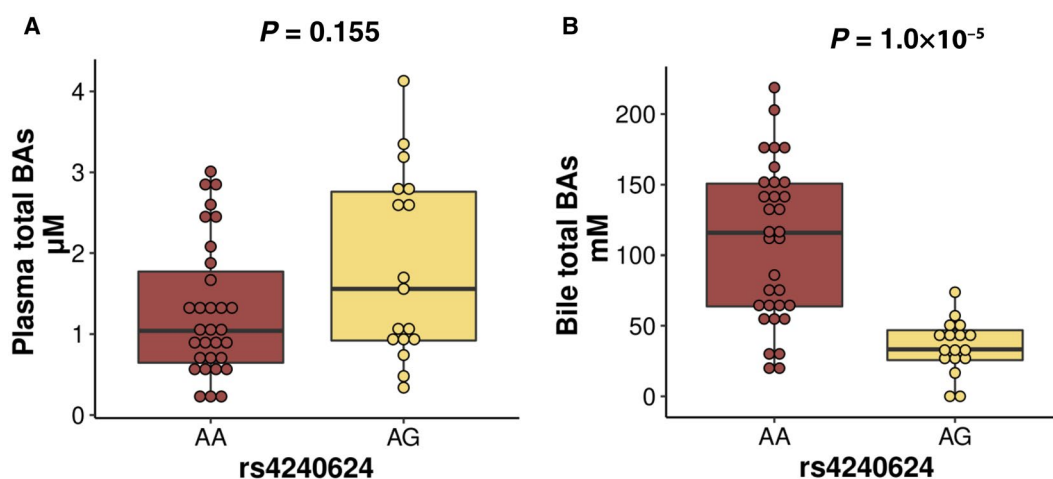 A
P = 0.155
Plasma total BAs
µM
4
3
2
1
0
AA
AG
rs4240624
B
P = 1.0×10⁻⁵
Bile total BAs
mM
200
150
100
50
0
AA
AG
rs4240624